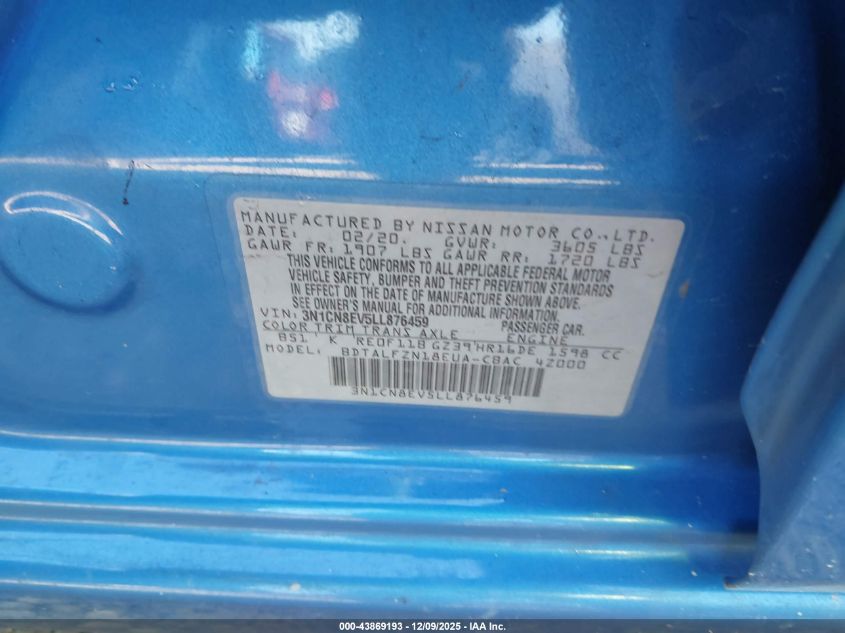 MANUFACTURED BY NISSAN MOTOR CO.,LTD.
DATE: 02/20. GVWR: 3605 LBS
GAWR FR: 1907 LBS GAWR RR: 1720 LBS
THIS VEHICLE CONFORMS TO ALL APPLICABLE FEDERAL MOTOR
VEHICLE SAFETY, BUMPER AND THEFT PREVENTION STANDARDS
IN EFFECT ON THE DATE OF MANUFACTURE SHOWN ABOVE.
SEE OWNER'S MANUAL FOR ADDITIONAL INFORMATION.
VIN: 3N1CN8EV5LL876459 PASSENGER CAR.
COLOR TRIM TRANS AXLE ENGINE
B51 K RE0F11B GZ39 HR16DE 1598 CC
MODEL: BDTALFZN18EUA-CBAC 42000
3N1CN8EV5LL876459
000-43869193 - 12/09/2025 - IAA Inc.